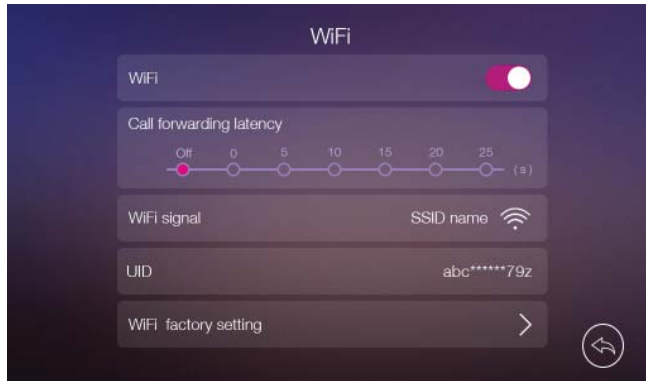 WiFi
WiFi
Call forwarding latency
Off 0 5 10 15 20 25
(s)
WiFi signal SSID name
UID abc******79z
WiFi factory setting